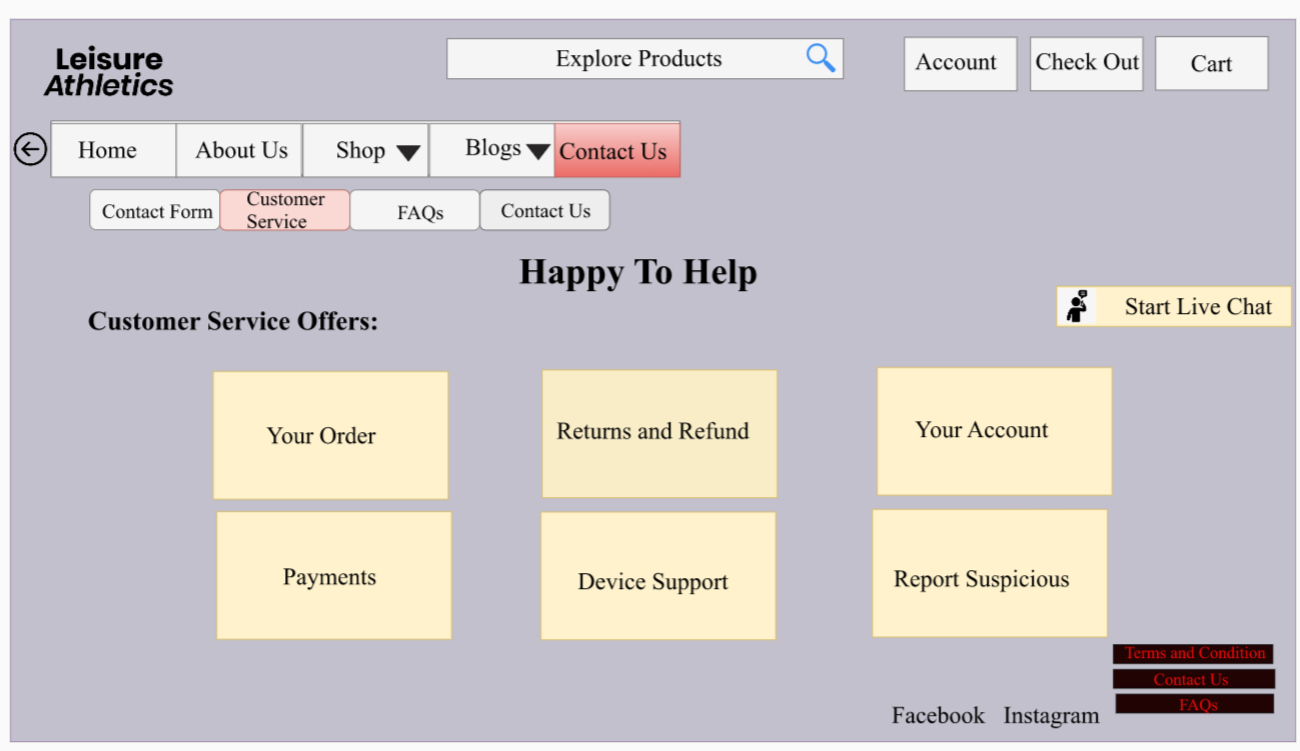 Leisure
Athletics
Explore Products
Account
Check Out
Cart
Home
About Us
Shop
Blogs
Contact Us
Contact Form
Customer
Service
FAQs
Contact Us
Happy To Help
Start Live Chat
Customer Service Offers:
Your Order
Returns and Refund
Your Account
Payments
Device Support
Report Suspicious
Terms and Condition
Contact Us
FAQs
Facebook
Instagram